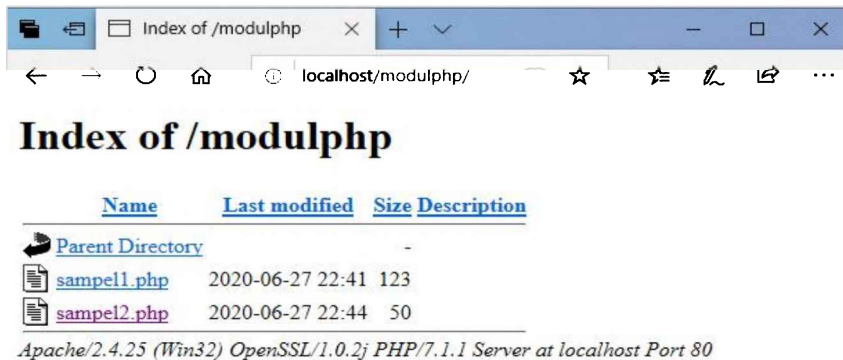 Index of /modulphp
localhost/modulphp/
Index of /modulphp
Name Last modified Size Description
Parent Directory -
sampel1.php 2020-06-27 22:41 123
sampel2.php 2020-06-27 22:44 50
Apache/2.4.25 (Win32) OpenSSL/1.0.2j PHP/7.1.1 Server at localhost Port 80